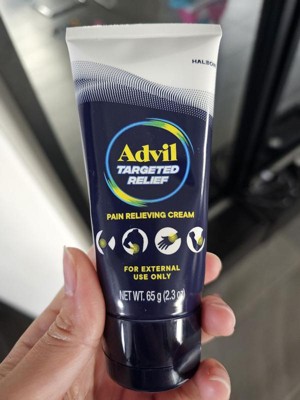 HALEON
Advil
TARGETED
RELIEF
PAIN RELIEVING CREAM
FOR EXTERNAL
USE ONLY
NET WT. 65 g (2.3 oz)